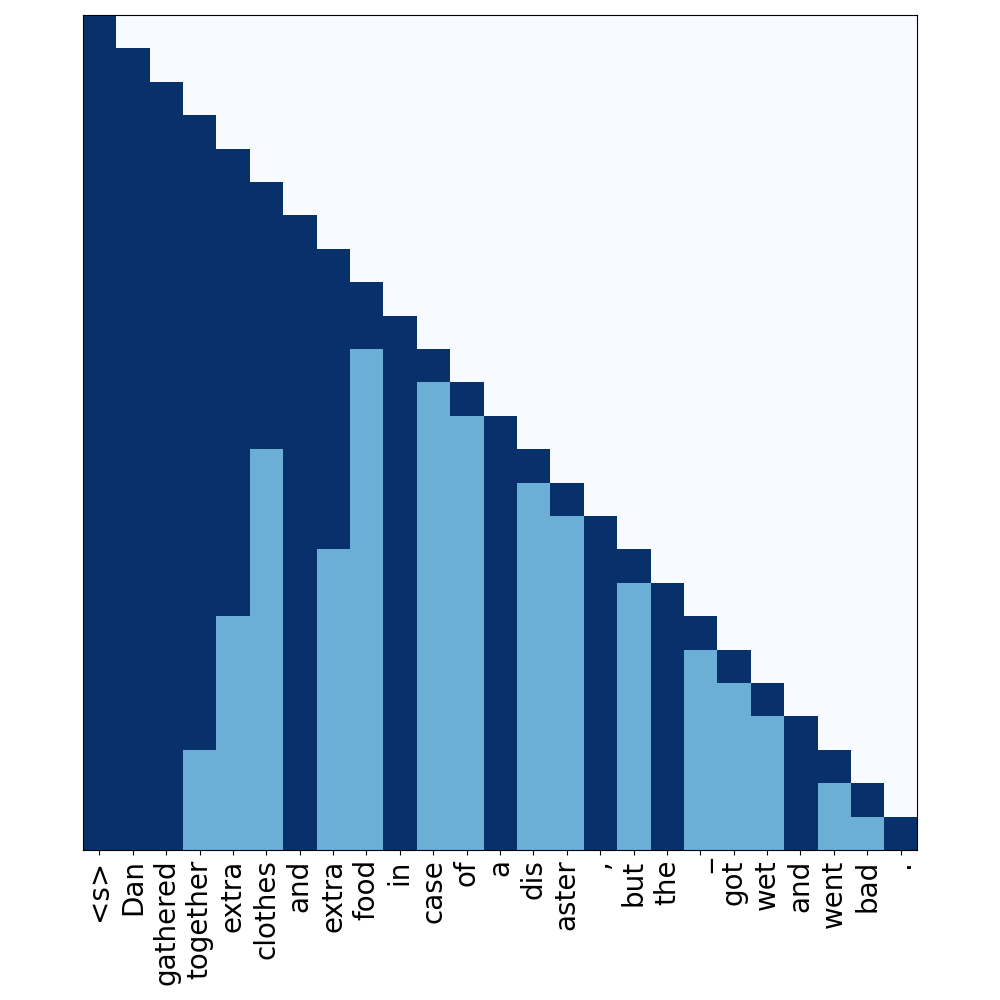 <s>
Dan
gathered
together
extra
clothes
and
extra
food
in
case
of
a
dis
aster
,
but
the
_
got
wet
and
went
bad
.